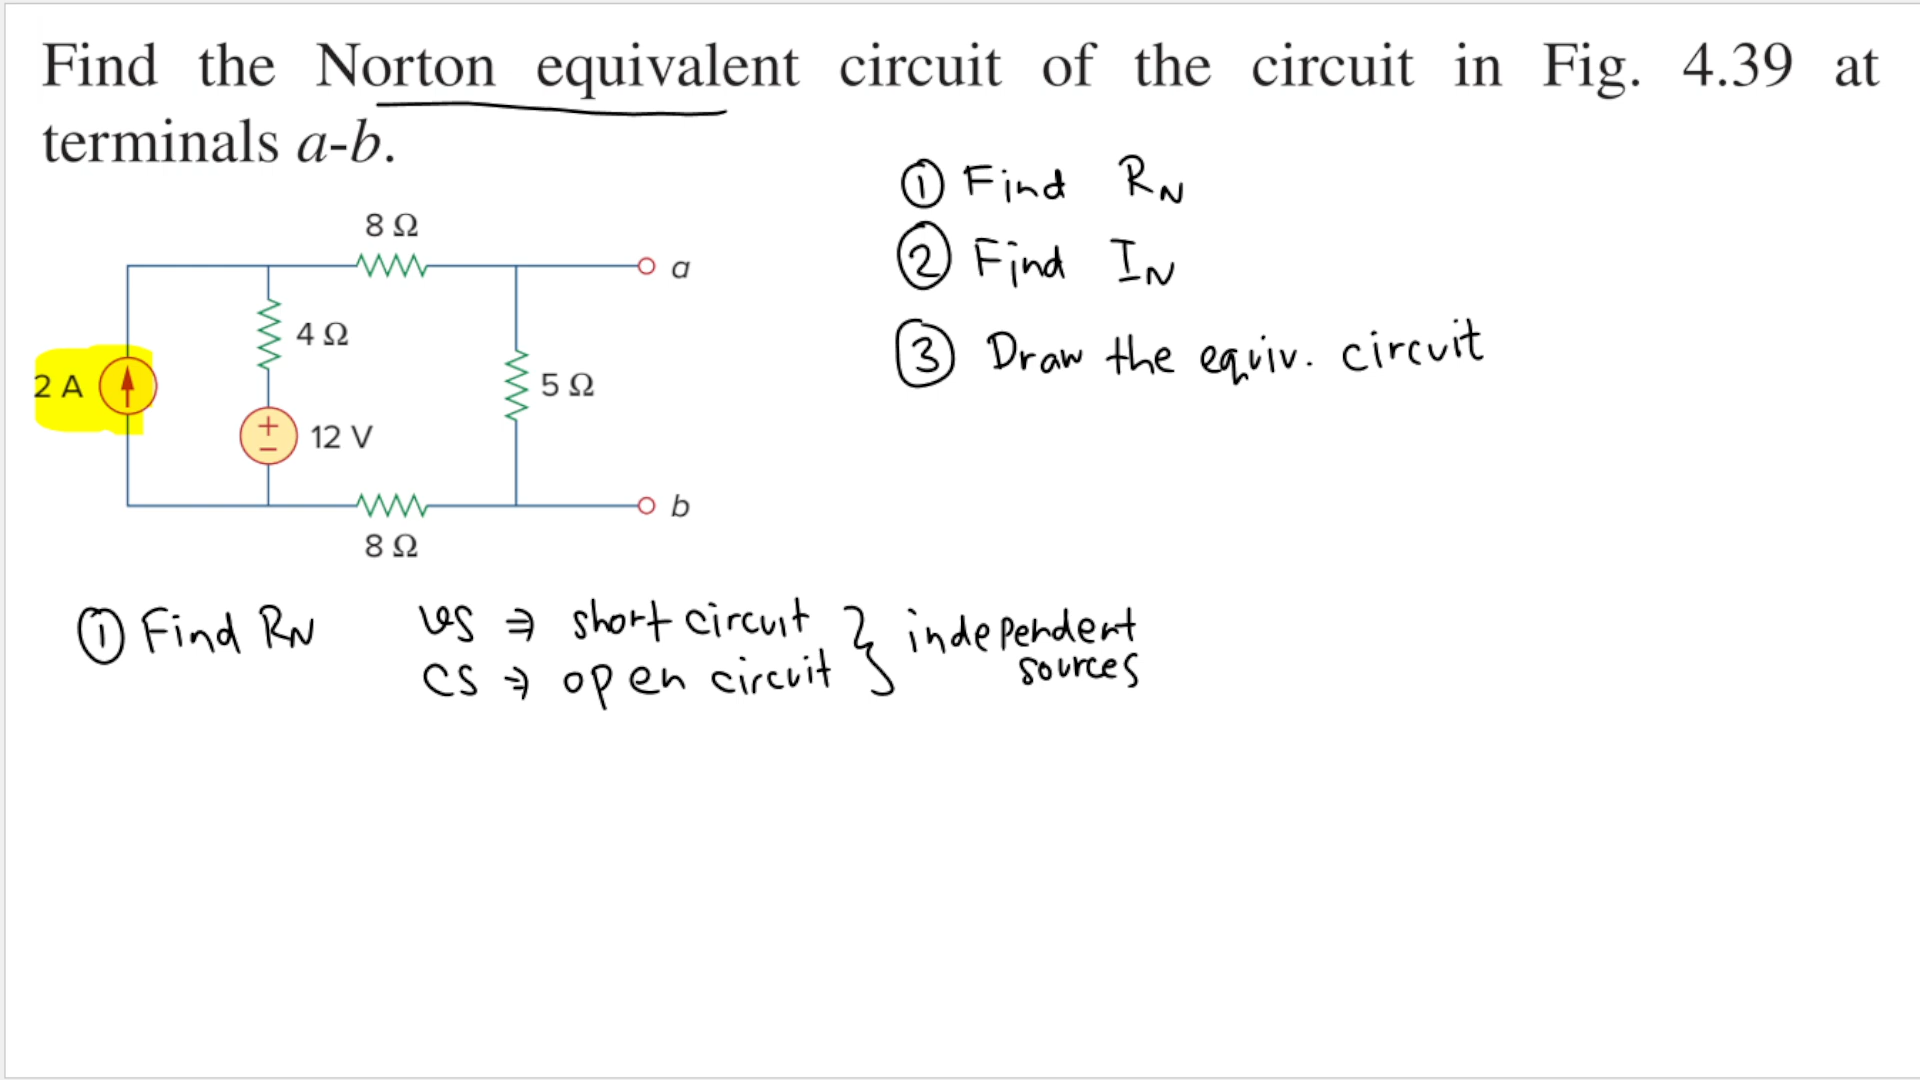 Find the Norton equivalent circuit of the circuit in Fig. 4.39 at
terminals a-b.
① Find RN
② Find IN
③ Draw the equiv. circuit
8 Ω
a
4 Ω
2 A
5 Ω
+
−
12 V
b
8 Ω
① Find RN
VS ⇒ short circuit } independent
CS ⇒ open circuit sources